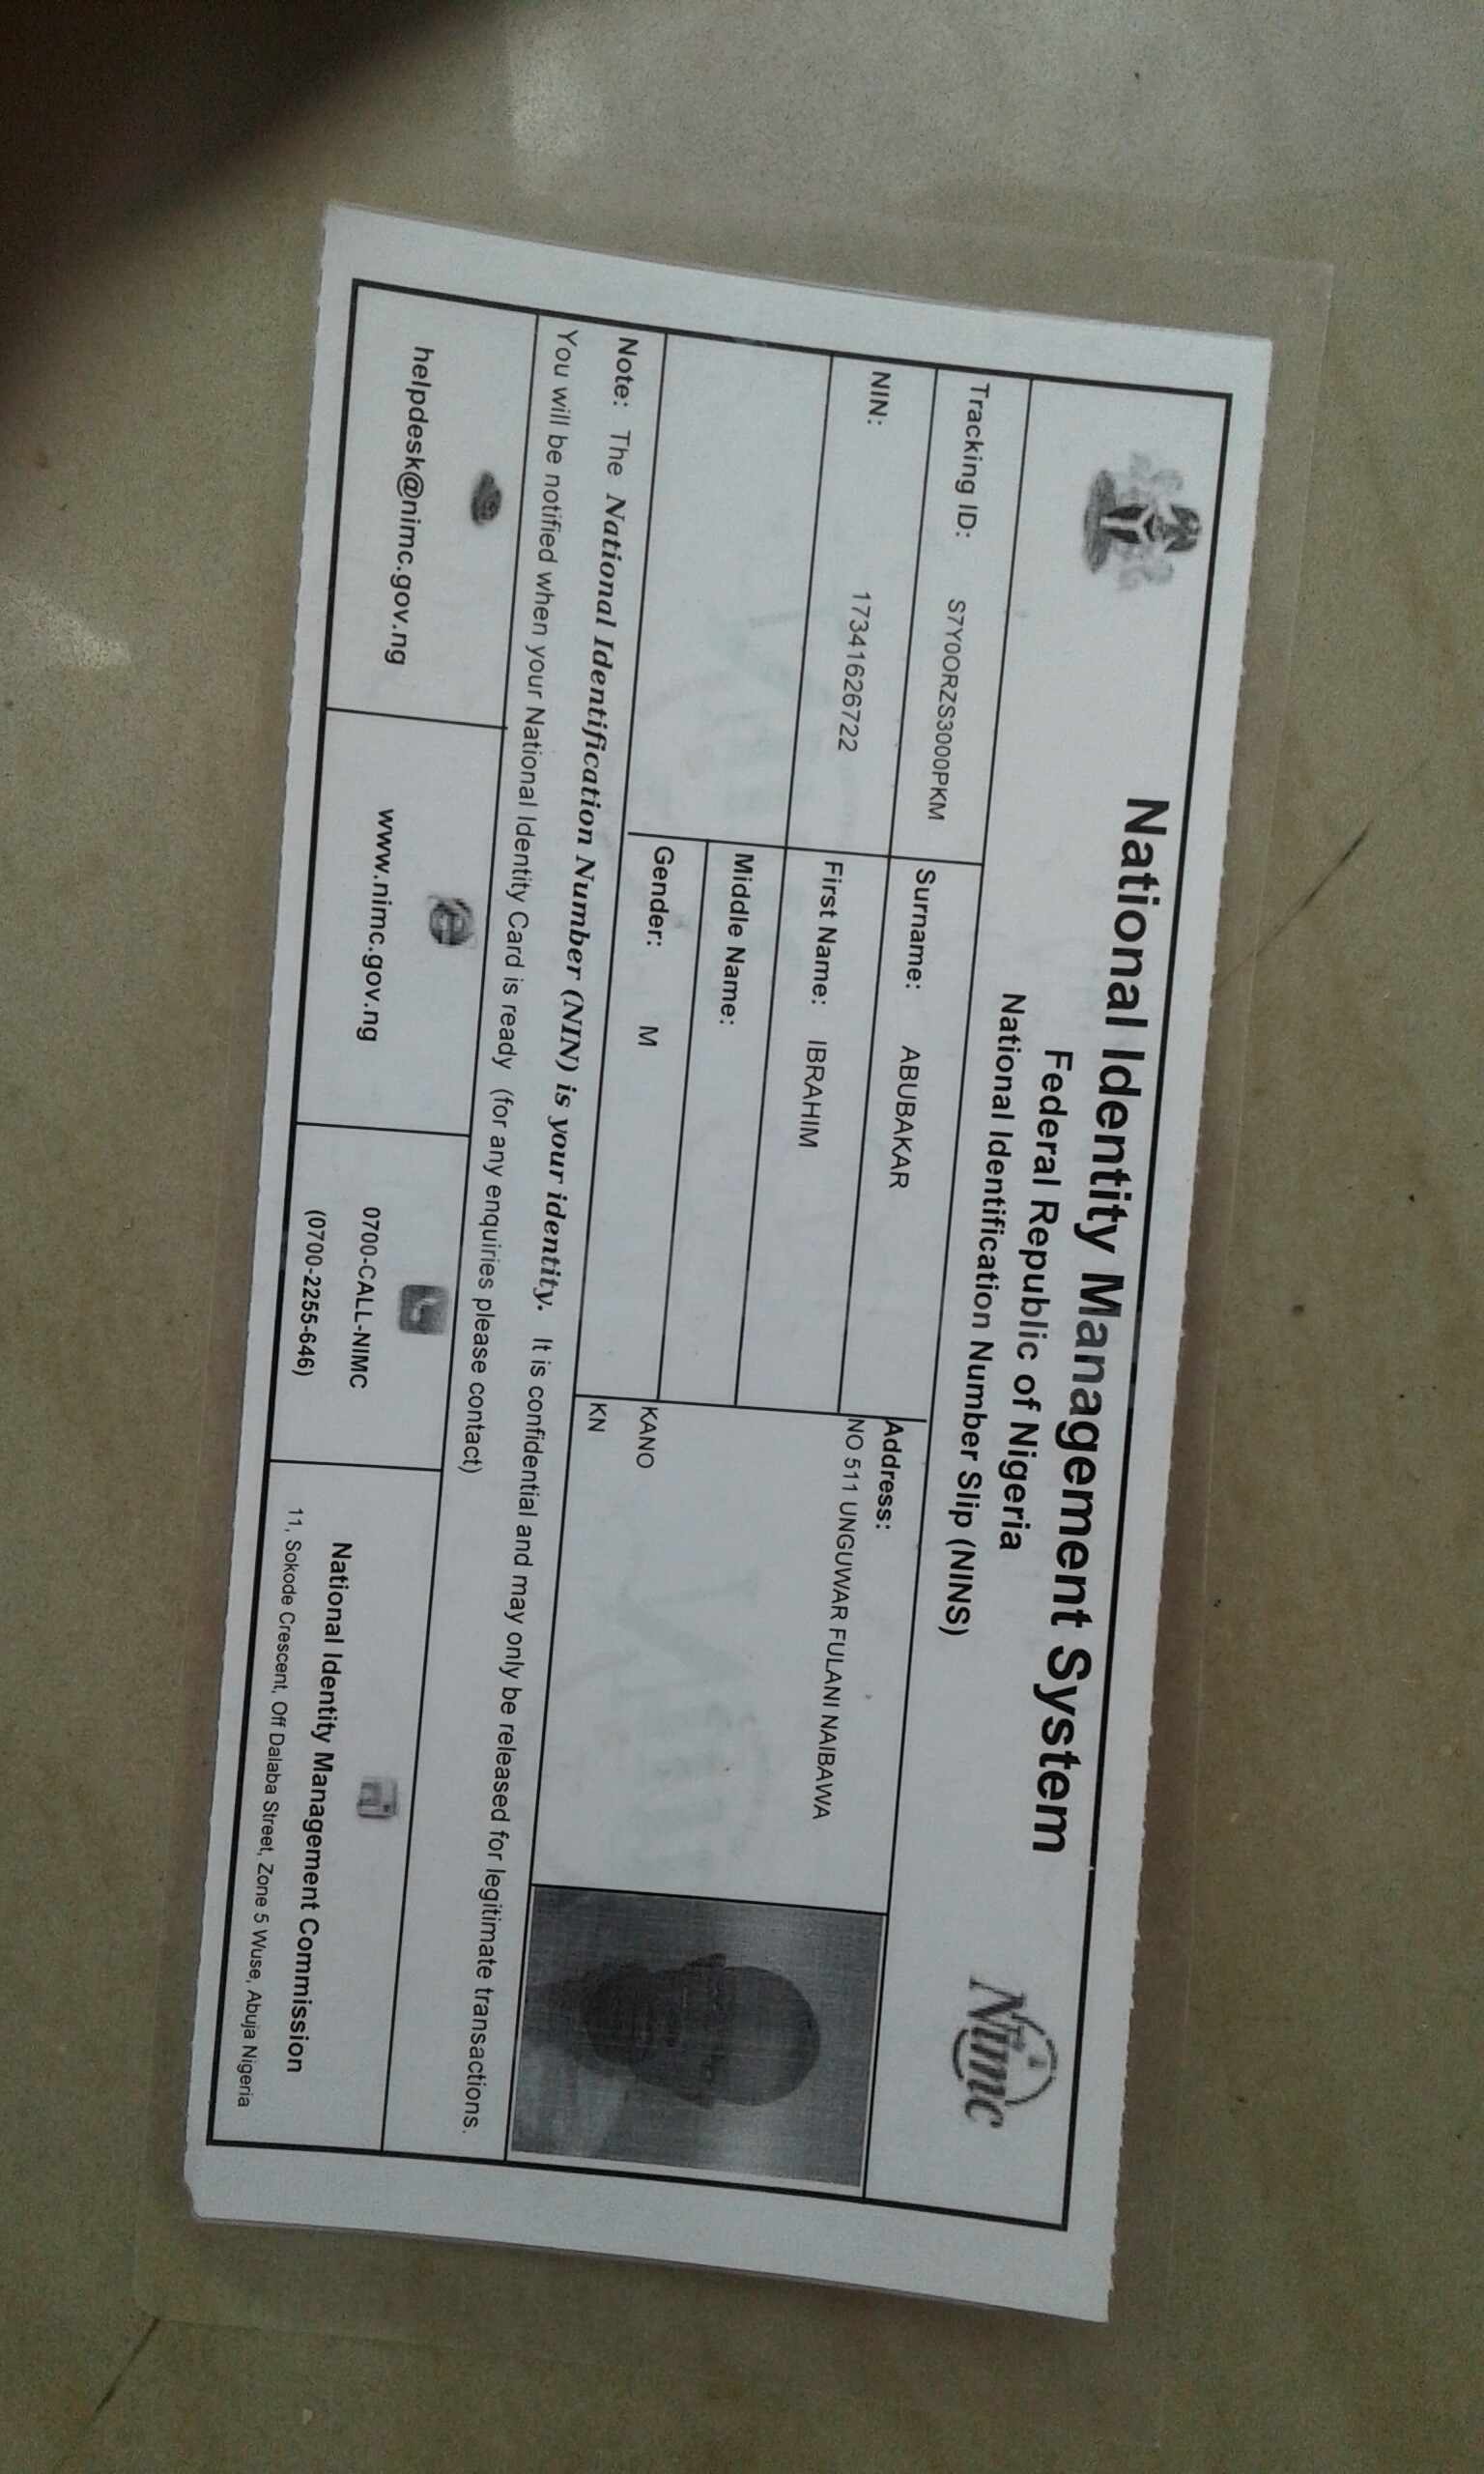 National Identity Management System
Federal Republic of Nigeria
National Identification Number Slip (NINS)
Nimc
Tracking ID: S7Y0ORZS3000PKM
Surname: ABUBAKAR
Address:
NO 511 UNGUWAR FULANI NAIBAWA
NIN: 17341626722
First Name: IBRAHIM
Middle Name:
KANO
Gender: M
KN
Note: The National Identification Number (NIN) is your identity. It is confidential and may only be released for legitimate transactions.
You will be notified when your National Identity Card is ready (for any enquiries please contact)
helpdesk@nimc.gov.ng
www.nimc.gov.ng
0700-CALL-NIMC
(0700-2255-646)
National Identity Management Commission
11, Sokode Crescent, Off Dalaba Street, Zone 5 Wuse, Abuja Nigeria